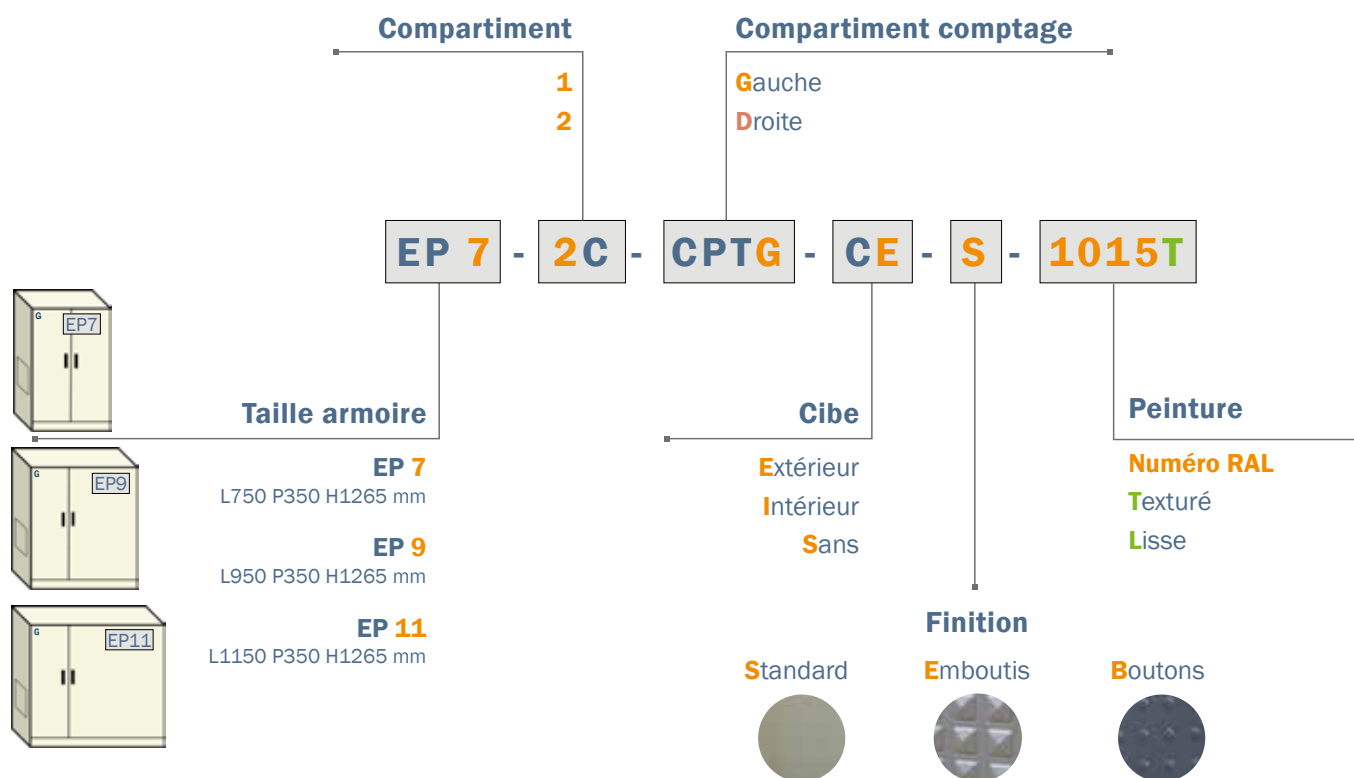 Compartiment
1
2
Compartiment comptage
Gauche
Droite
EP 7 - 2C - CPTG - CE - S - 1015T
G
EP7
G
EP9
G
EP11
Taille armoire
EP 7
L750 P350 H1265 mm
EP 9
L950 P350 H1265 mm
EP 11
L1150 P350 H1265 mm
Cibe
Extérieur
Intérieur
Sans
Peinture
Numéro RAL
Texturé
Lisse
Finition
Standard
Emboutis
Boutons